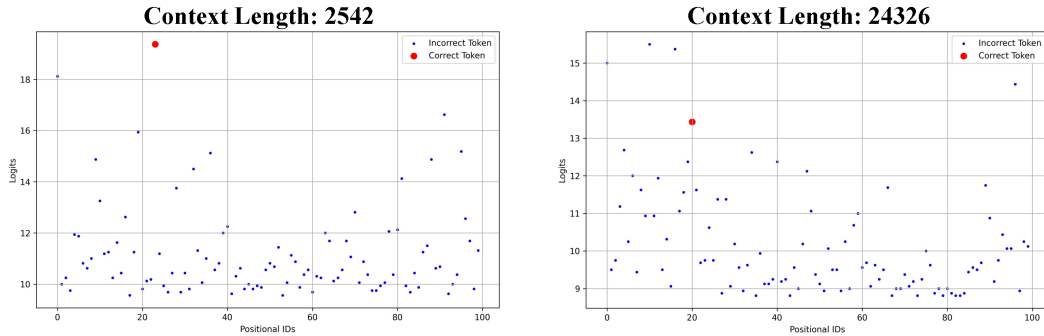 Context Length: 2542
Incorrect Token
Correct Token
18
16
14
12
10
Logits
0
20
40
60
80
100
Positional IDs
Context Length: 24326
Incorrect Token
Correct Token
15
14
13
12
11
10
9
Logits
0
20
40
60
80
100
Positional IDs